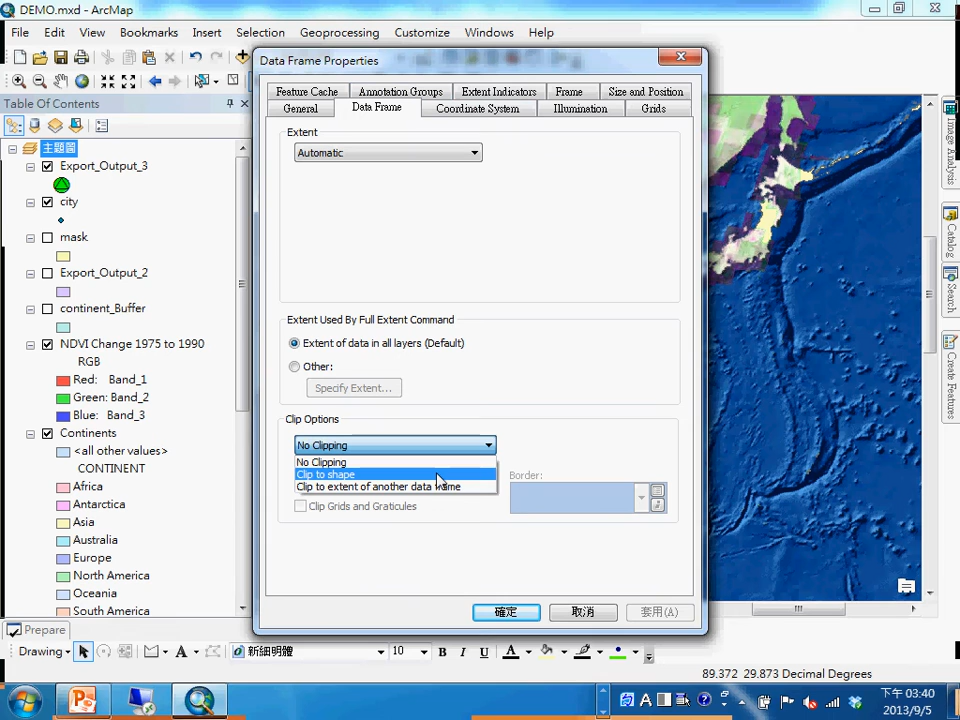 DEMO.mxd - ArcMap
File Edit View Bookmarks Insert Selection Geoprocessing Customize Windows Help
Data Frame Properties
Feature Cache Annotation Groups Extent Indicators Frame Size and Position
General Data Frame Coordinate System Illumination Grids
Table Of Contents
主題圖
Export_Output_3
city
mask
Export_Output_2
continent_Buffer
NDVI Change 1975 to 1990
RGB
Red: Band_1
Green: Band_2
Blue: Band_3
Continents
<all other values>
CONTINENT
Africa
Antarctica
Asia
Australia
Europe
North America
Oceania
South America
Extent
Automatic
Extent Used By Full Extent Command
Extent of data in all layers (Default)
Other:
Specify Extent...
Clip Options
No Clipping
No Clipping
Clip to shape
Clip to extent of another data frame
Clip Grids and Graticules
Border:
確定 取消 套用(A)
Image Analysis
Catalog
Search
Create Features
Prepare
Drawing A 新細明體 10 B I U A
89.372 29.873 Decimal Degrees
下午 03:40
2013/9/5